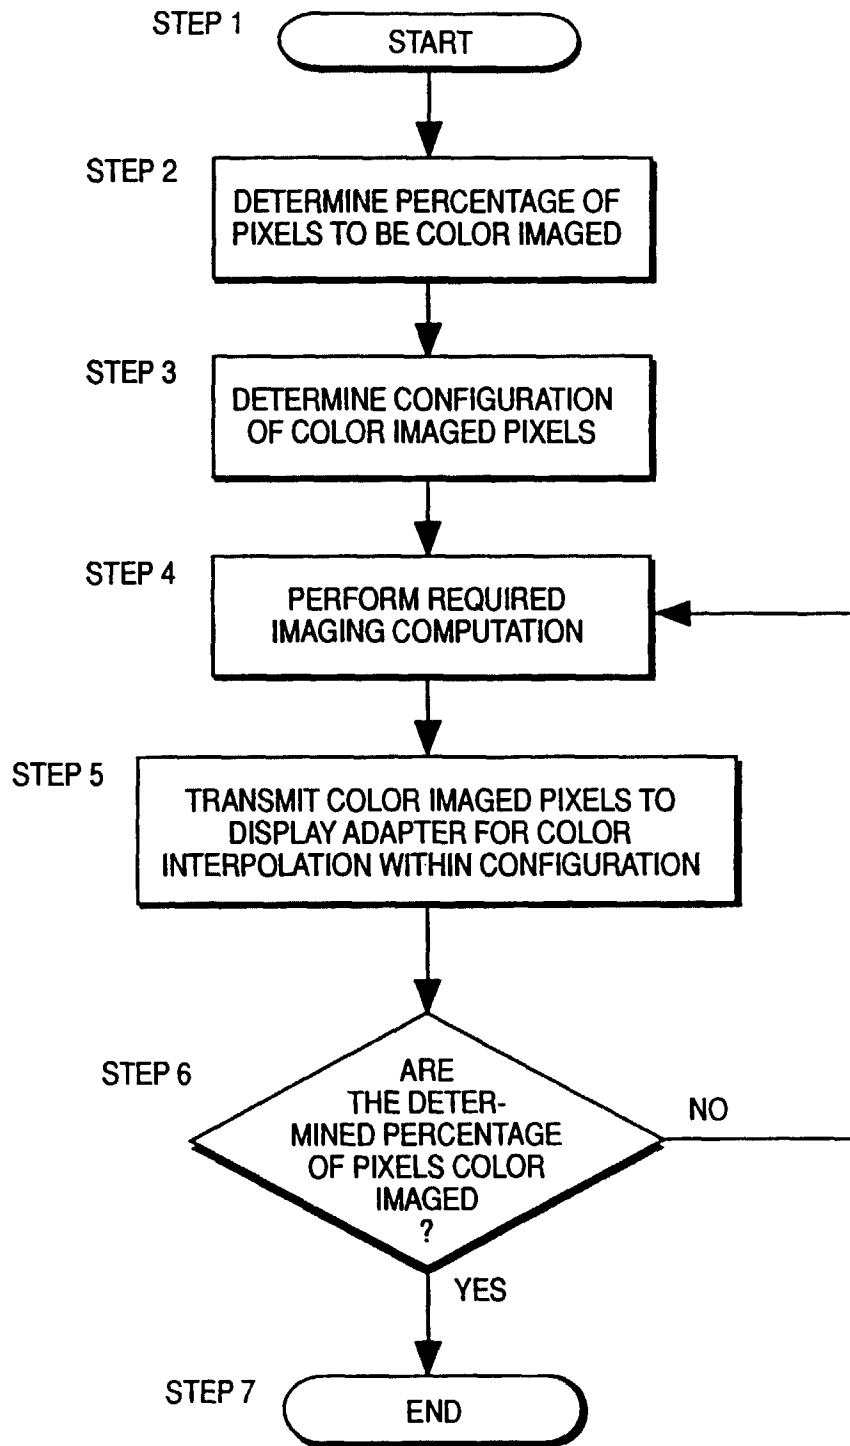 STEP 1
START
STEP 2
DETERMINE PERCENTAGE OF
PIXELS TO BE COLOR IMAGED
STEP 3
DETERMINE CONFIGURATION
OF COLOR IMAGED PIXELS
STEP 4
PERFORM REQUIRED
IMAGING COMPUTATION
STEP 5
TRANSMIT COLOR IMAGED PIXELS TO
DISPLAY ADAPTER FOR COLOR
INTERPOLATION WITHIN CONFIGURATION
STEP 6
ARE
THE DETER-
MINED PERCENTAGE
OF PIXELS COLOR
IMAGED
?
NO
YES
STEP 7
END